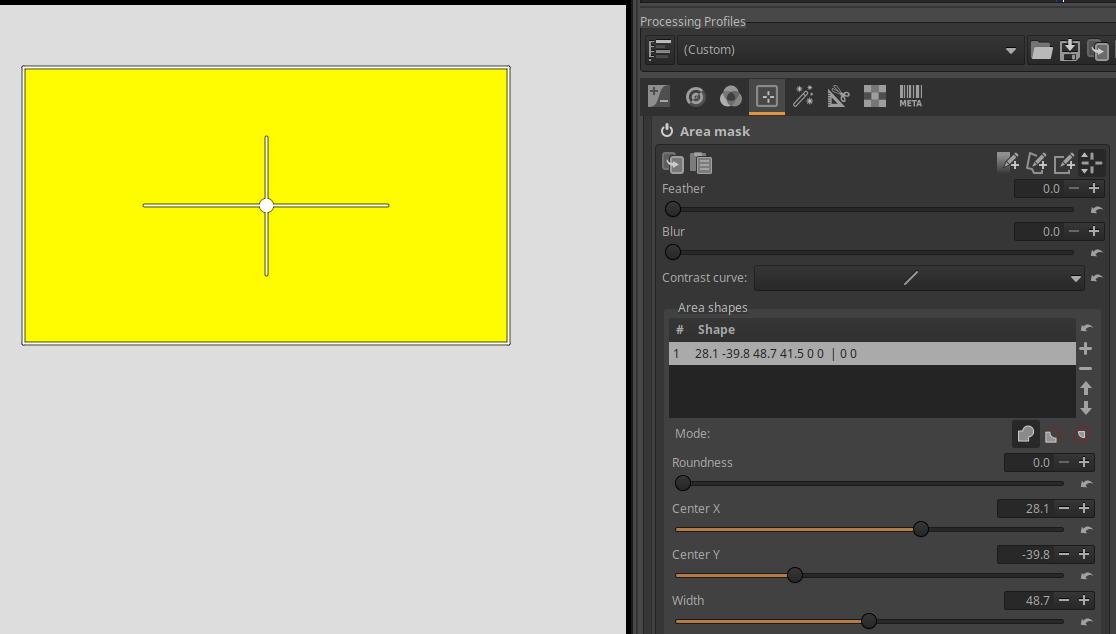 Processing Profiles
(Custom)
META
Area mask
Feather 0.0
Blur 0.0
Contrast curve:
Area shapes
# Shape
1 28.1 -39.8 48.7 41.5 0 0 | 0 0
Mode:
Roundness 0.0
Center X 28.1
Center Y -39.8
Width 48.7